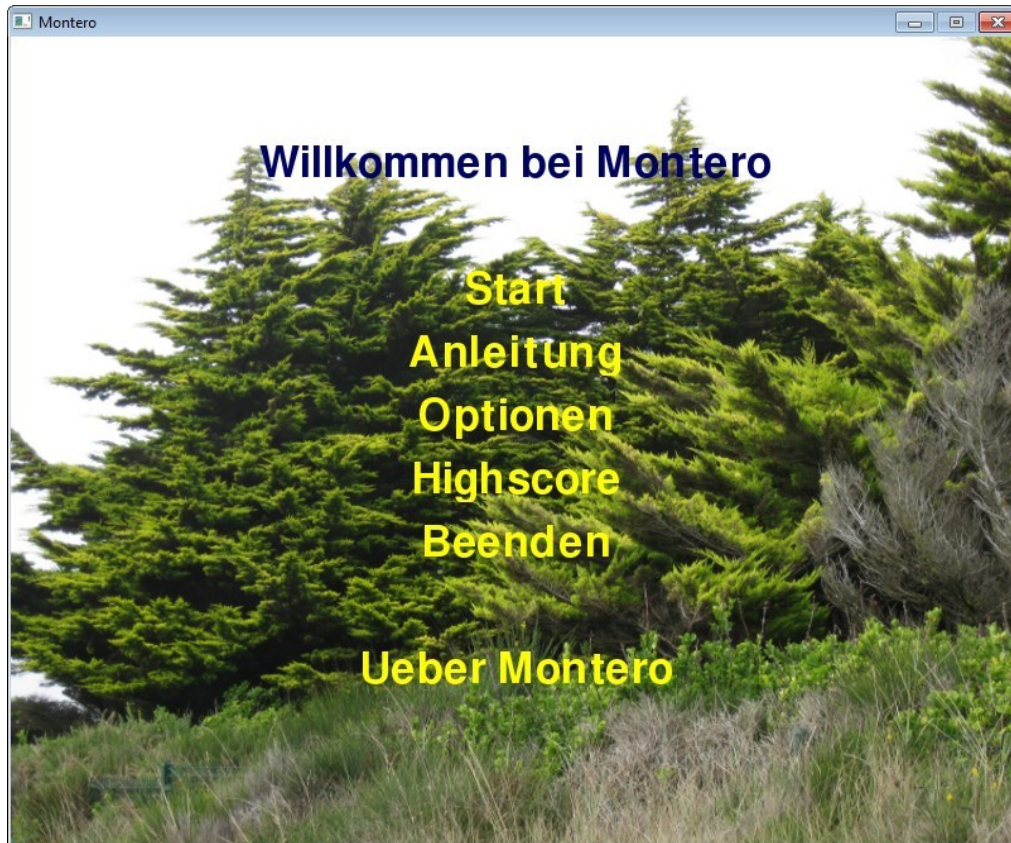 Montero
Willkommen bei Montero
Start
Anleitung
Optionen
Highscore
Beenden
Ueber Montero